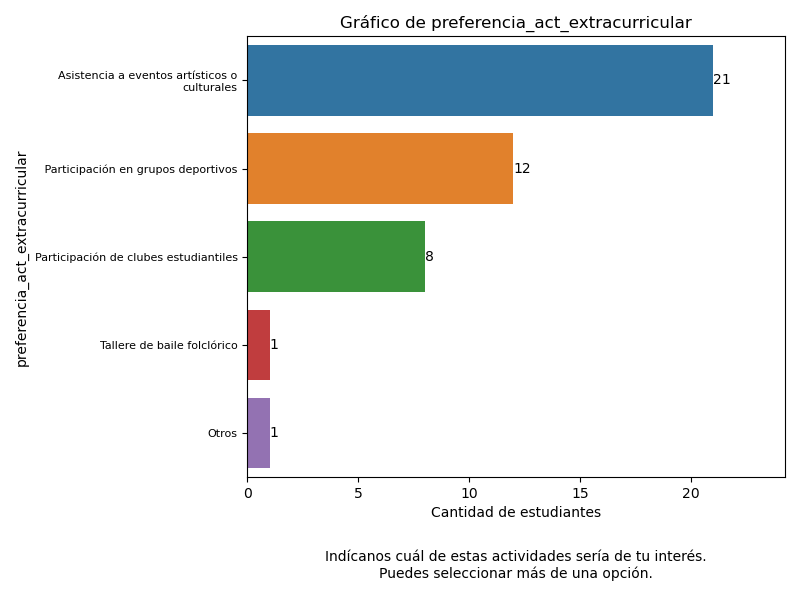 Gráfico de preferencia_act_extracurricular
preferencia_act_extracurricular
Asistencia a eventos artísticos o
culturales
21
Participación en grupos deportivos
12
Participación de clubes estudiantiles
8
Tallere de baile folclórico
1
Otros
1
0 5 10 15 20
Cantidad de estudiantes
Indícanos cuál de estas actividades sería de tu interés.
Puedes seleccionar más de una opción.